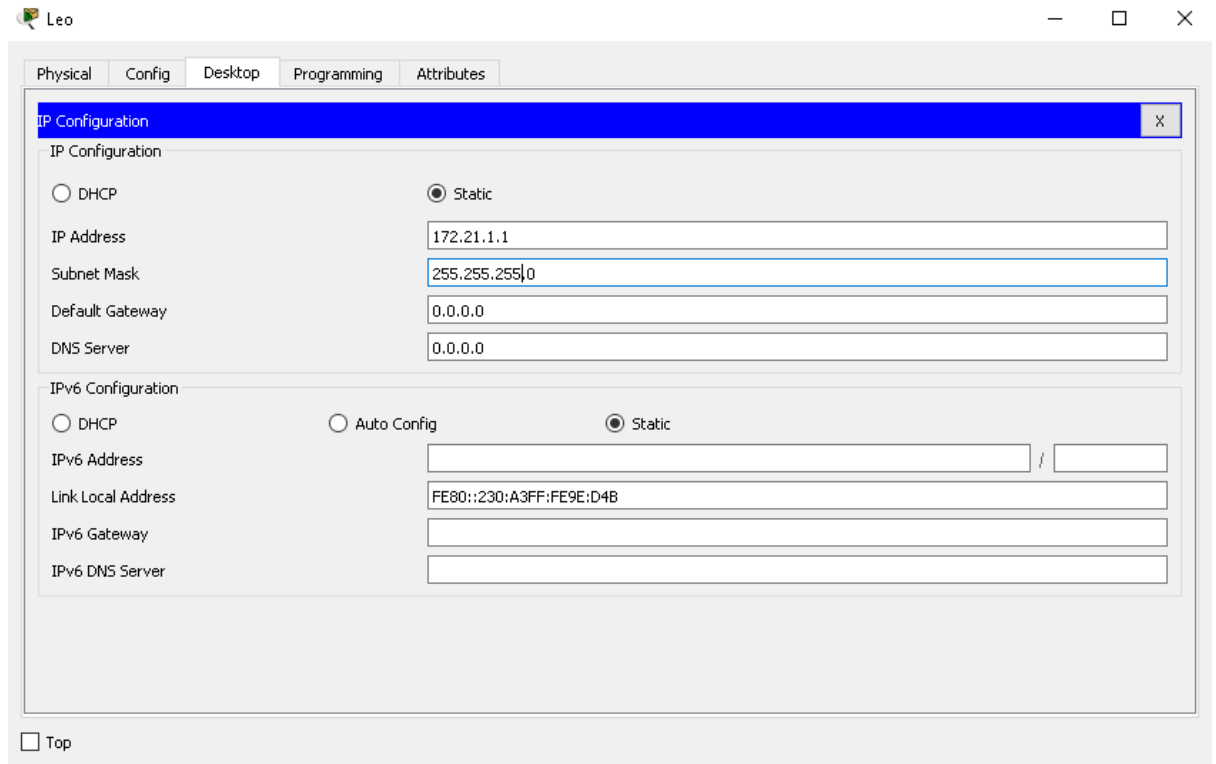 Leo
Physical Config Desktop Programming Attributes
IP Configuration X
IP Configuration
DHCP Static
IP Address 172.21.1.1
Subnet Mask 255.255.255.0
Default Gateway 0.0.0.0
DNS Server 0.0.0.0
IPv6 Configuration
DHCP Auto Config Static
IPv6 Address /
Link Local Address FE80::230:A3FF:FE9E:D4B
IPv6 Gateway
IPv6 DNS Server
Top